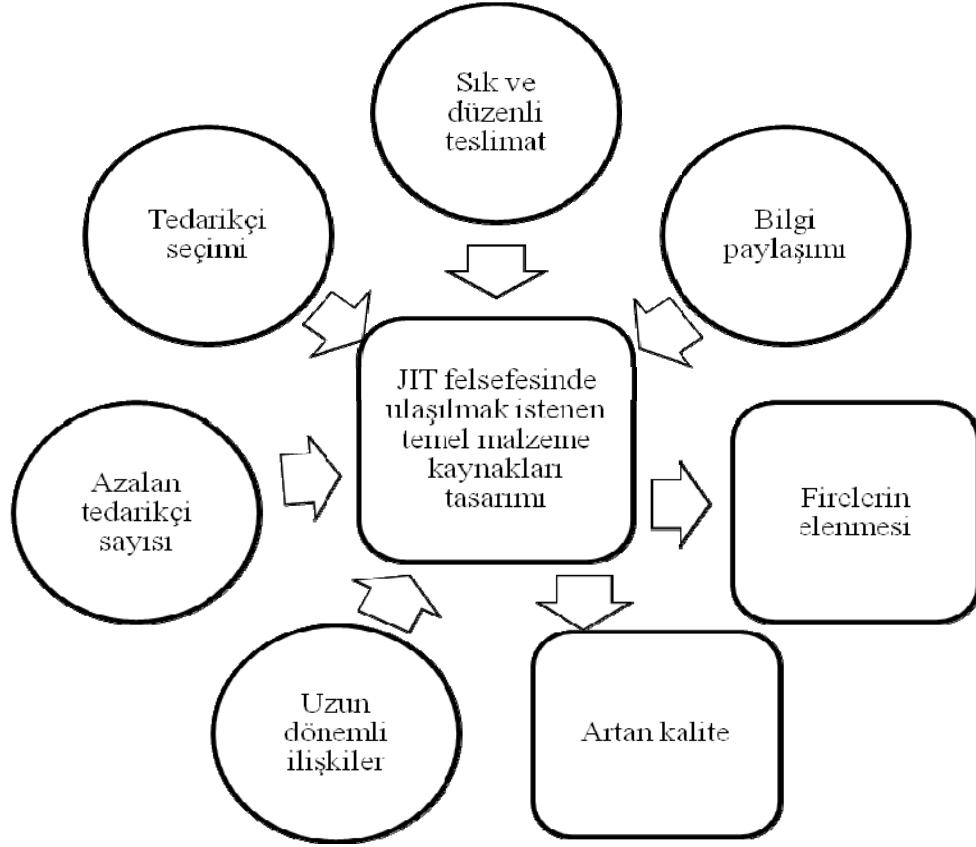 Sık ve
düzenli
teslimat
Tedarikçi
seçimi
Bilgi
paylaşımı
JIT felsefesinde
ulaşılmak istenen
temel malzeme
kaynakları
tasarımı
Azalan
tedarikçi
sayısı
Firelerin
elenmesi
Uzun
dönemli
ilişkiler
Artan kalite